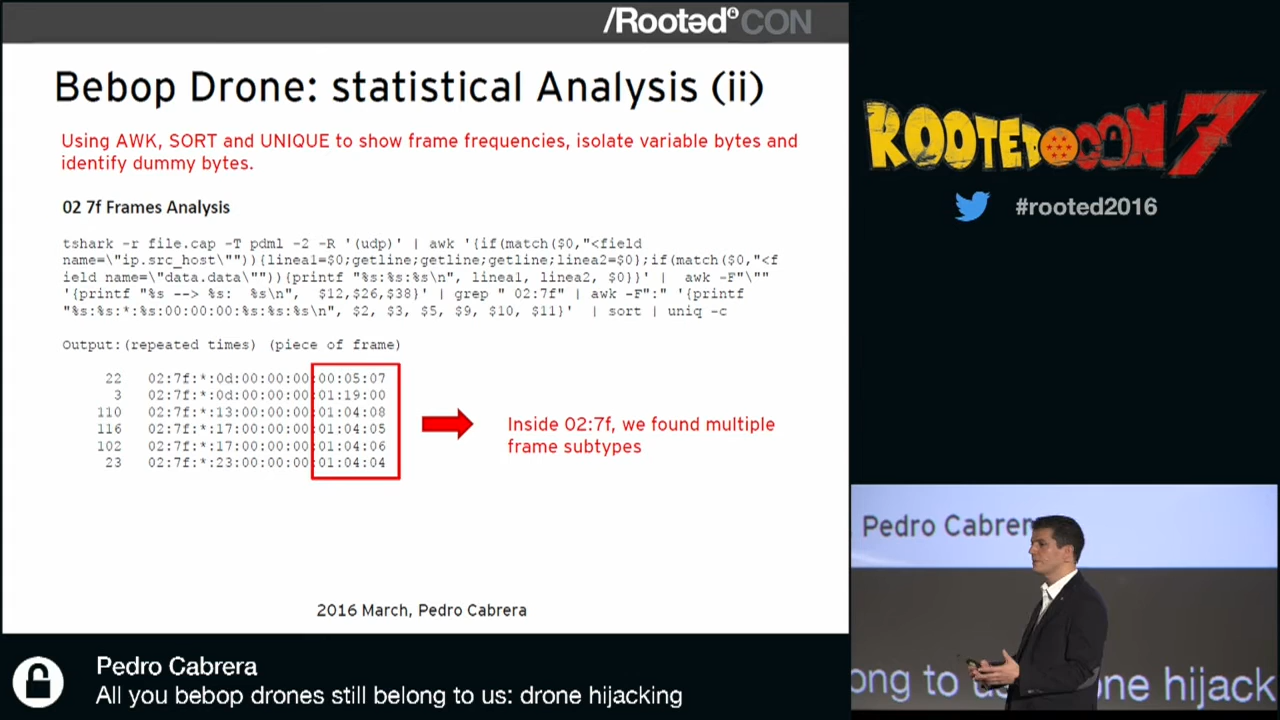 /Rootəd CON
Bebop Drone: statistical Analysis (ii)
Using AWK, SORT and UNIQUE to show frame frequencies, isolate variable bytes and
identify dummy bytes.
02 7f Frames Analysis
tshark -r file.cap -T pdml -2 -R '(udp)' | awk '{if(match($0,"<field
name=\"ip.src_host\"")){linea1=$0;getline;getline;getline;linea2=$0};if(match($0,"<f
ield name=\"data.data\"")){printf "%s:%s:%s\n", linea1, linea2, $0}}' | awk -F"\""
'{printf "%s --> %s: %s\n", $12,$26,$38}' | grep " 02:7f" | awk -F":" '{printf
"%s:%s:*:%s:00:00:00:%s:%s:%s\n", $2, $3, $5, $9, $10, $11}' | sort | uniq -c
Output:(repeated times) (piece of frame)
22 02:7f:*:0d:00:00:00:00:05:07
3 02:7f:*:0d:00:00:00:01:19:00
110 02:7f:*:13:00:00:00:01:04:08
116 02:7f:*:17:00:00:00:01:04:05
102 02:7f:*:17:00:00:00:01:04:06
23 02:7f:*:23:00:00:00:01:04:04
Inside 02:7f, we found multiple
frame subtypes
2016 March, Pedro Cabrera
ROOTED CON 7
#rooted2016
Pedro Cabrer
ong to us: drone hijack
Pedro Cabrera
All you bebop drones still belong to us: drone hijacking